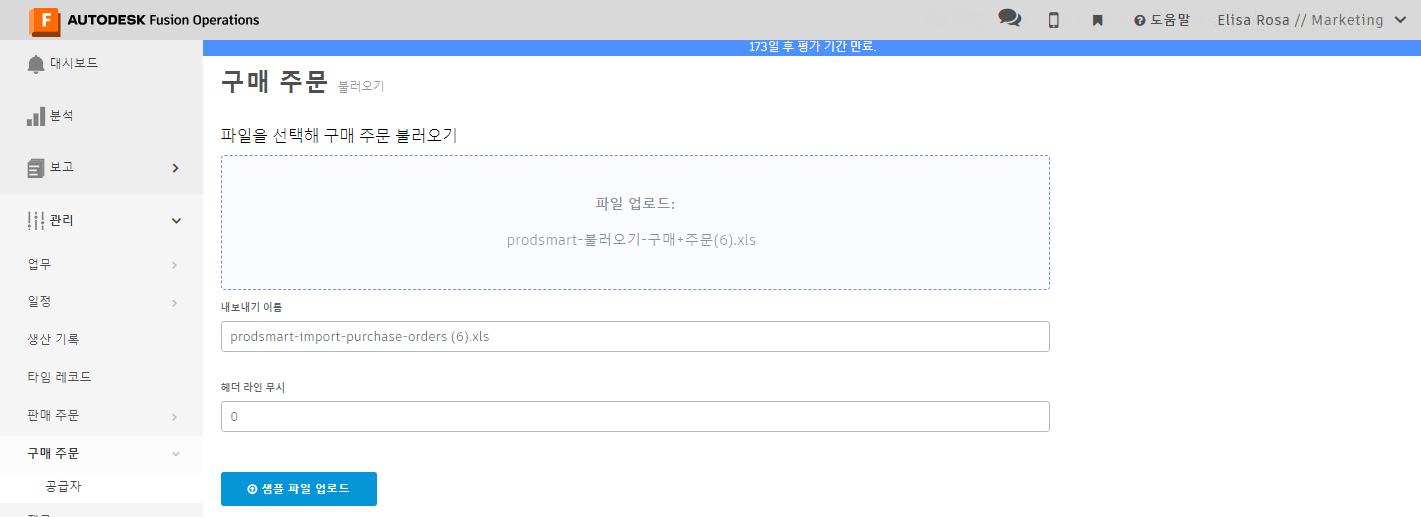 F AUTODESK Fusion Operations
도움말
Elisa Rosa // Marketing
173일 후 평가 기간 만료.
대시보드
분석
보고
관리
업무
일정
생산 기록
타임 레코드
판매 주문
구매 주문
공급자
구매 주문 불러오기
파일을 선택해 구매 주문 불러오기
파일 업로드:
prodsmart-불러오기-구매+주문(6).xls
내보내기 이름
prodsmart-import-purchase-orders (6).xls
헤더 라인 무시
0
샘플 파일 업로드